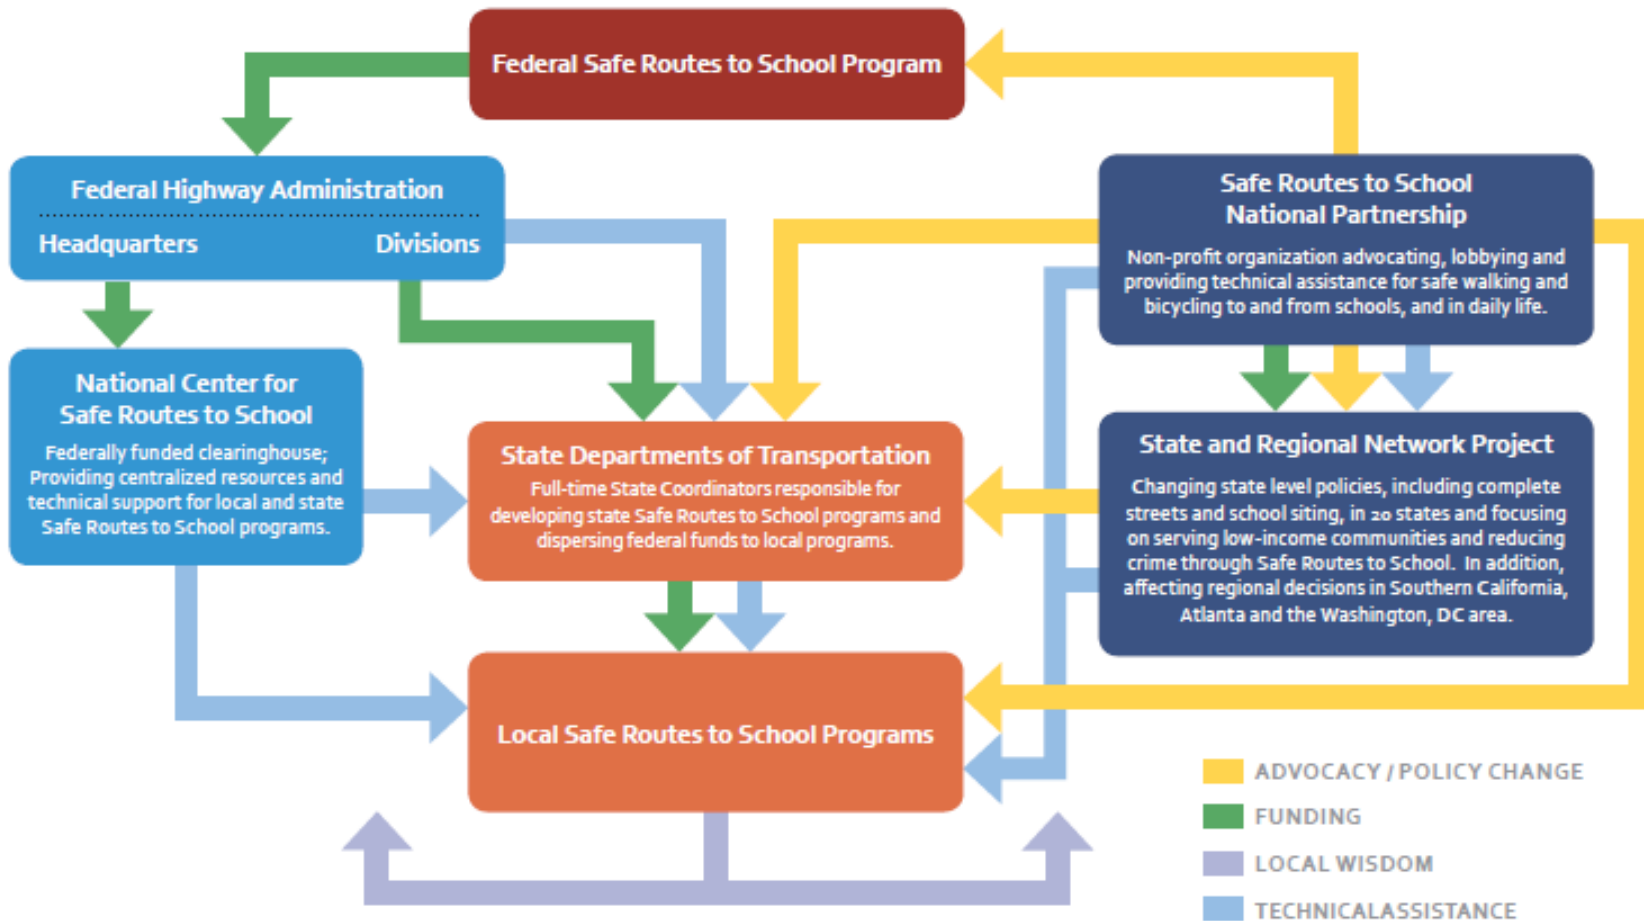 Federal Safe Routes to School Program
Federal Highway Administration
Headquarters
Divisions
Safe Routes to School
National Partnership
Non-profit organization advocating, lobbying and
providing technical assistance for safe walking and
bicycling to and from schools, and in daily life.
National Center for
Safe Routes to School
Federally funded clearinghouse;
Providing centralized resources and
technical support for local and state
Safe Routes to School programs.
State Departments of Transportation
Full-time State Coordinators responsible for
developing state Safe Routes to School programs and
dispersing federal funds to local programs.
State and Regional Network Project
Changing state level policies, including complete
streets and school siting, in 20 states and focusing
on serving low-income communities and reducing
crime through Safe Routes to School. In addition,
affecting regional decisions in Southern California,
Atlanta and the Washington, DC area.
Local Safe Routes to School Programs
ADVOCACY / POLICY CHANGE
FUNDING
LOCAL WISDOM
TECHNICALASSISTANCE